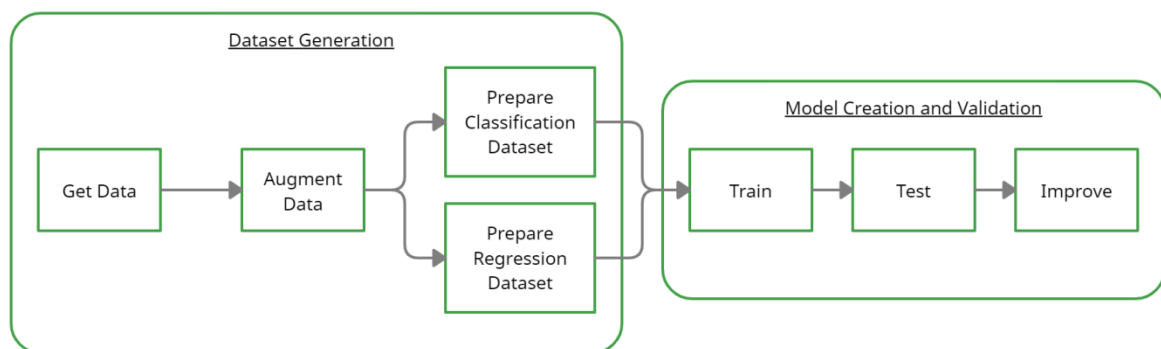 Dataset Generation
Get Data
Augment
Data
Prepare
Classification
Dataset
Prepare
Regression
Dataset
Model Creation and Validation
Train
Test
Improve